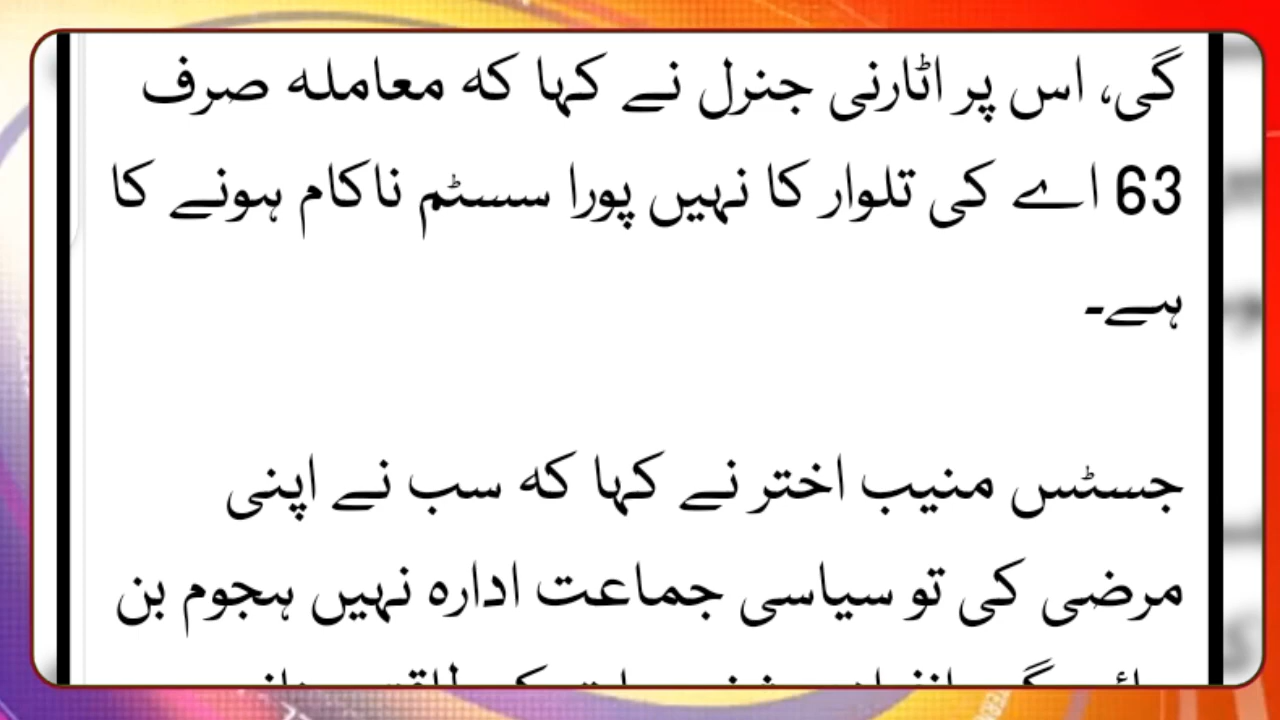 گی، اس پر اٹارنی جنرل نے کہا کہ معاملہ صرف
63 اے کی تلوار کا نہیں پورا سسٹم ناکام ہونے کا
ہے۔
جسٹس منیب اختر نے کہا کہ سب نے اپنی
مرضی کی تو سیاسی جماعت ادارہ نہیں ہجوم بن